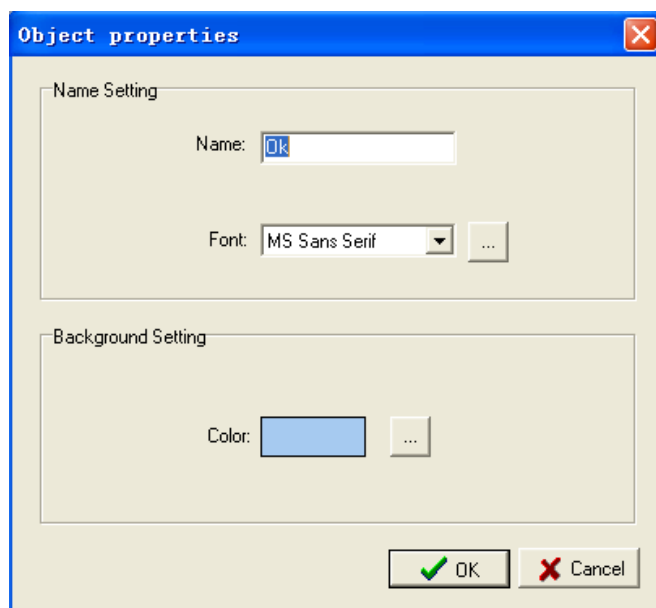 Object properties
Name Setting
Name: Ok
Font: MS Sans Serif ...
Background Setting
Color: ...
OK Cancel